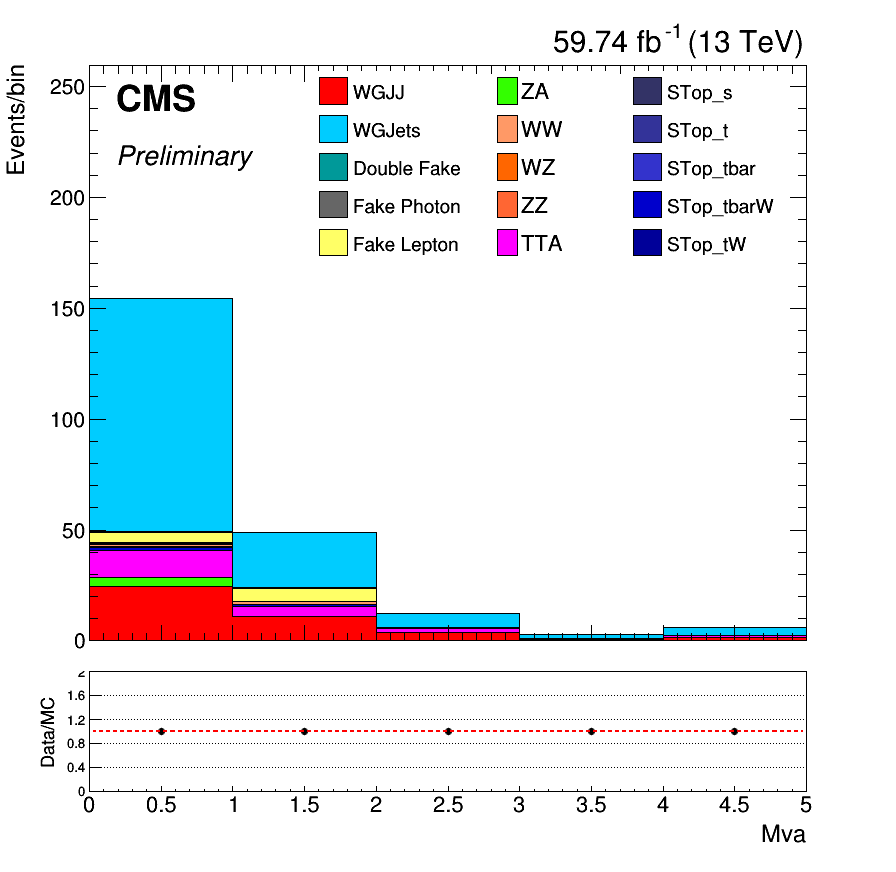 59.74 fb⁻¹ (13 TeV)
Events/bin
250
200
150
100
50
0
CMS
Preliminary
WGJJ ZA STop_s
WGJets WW STop_t
Double Fake WZ STop_tbar
Fake Photon ZZ STop_tbarW
Fake Lepton TTA STop_tW
Data/MC
2
1.6
1.2
0.8
0.4
0
0 0.5 1 1.5 2 2.5 3 3.5 4 4.5 5
Mva